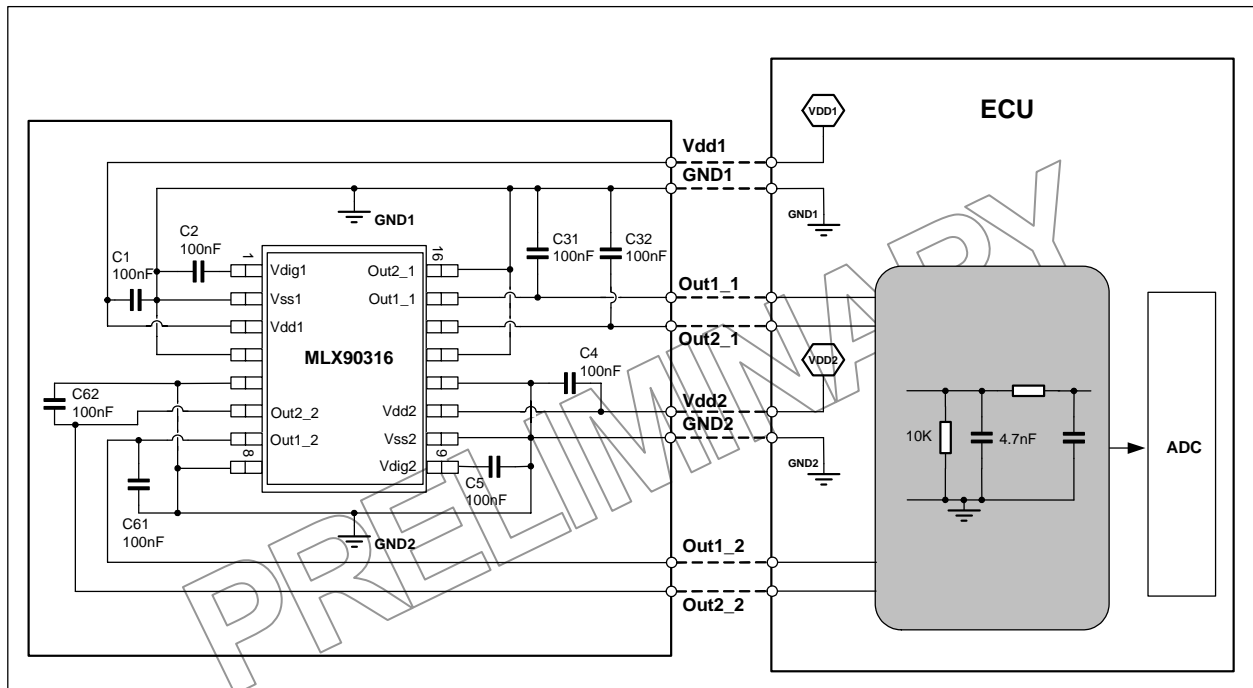 ECU
VDD1
Vdd1
GND1
GND1
GND1
C2
100nF
C1
100nF
1
16
C31
100nF
C32
100nF
Vdig1
Out2_1
Vss1
Out1_1
Out1_1
Vdd1
Out2_1
MLX90316
C4
100nF
VDD2
C62
100nF
Out2_2
Vdd2
Vdd2
Out1_2
Vss2
GND2
8
Vdig2
9
C5
100nF
GND2
10K
4.7nF
ADC
C61
100nF
GND2
Out1_2
Out2_2
PRELIMINARY